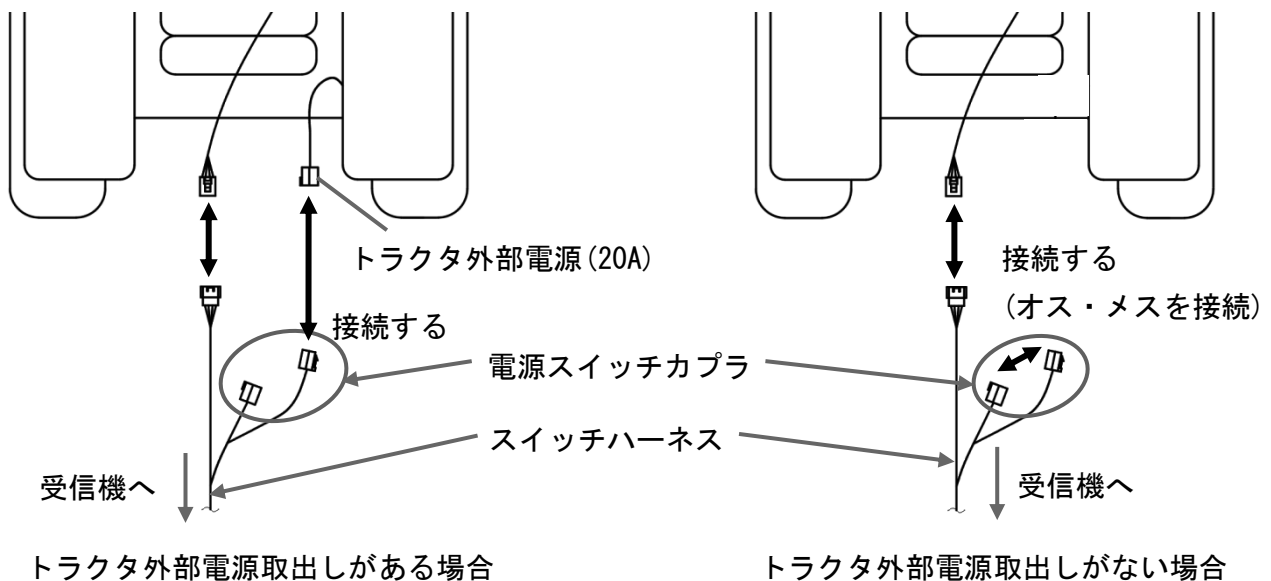 トラクタ外部電源(20A)
接続する
電源スイッチカプラ
スイッチハーネス
受信機へ
トラクタ外部電源取出しがある場合
接続する
(オス・メスを接続)
受信機へ
トラクタ外部電源取出しがない場合